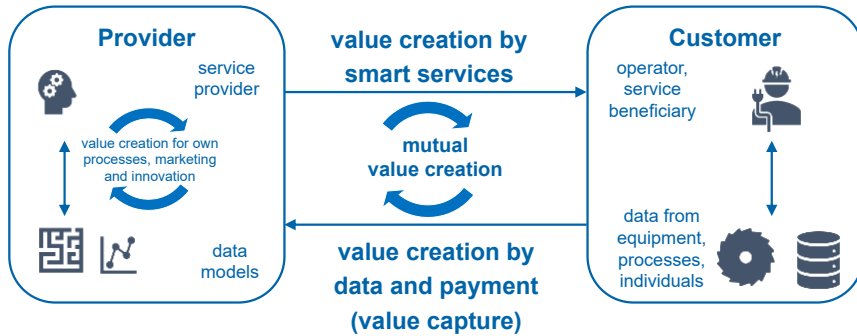 Provider
service
provider
value creation for own
processes, marketing
and innovation
data
models
value creation by
smart services
mutual
value creation
value creation by
data and payment
(value capture)
Customer
operator,
service
beneficiary
data from
equipment,
processes,
individuals